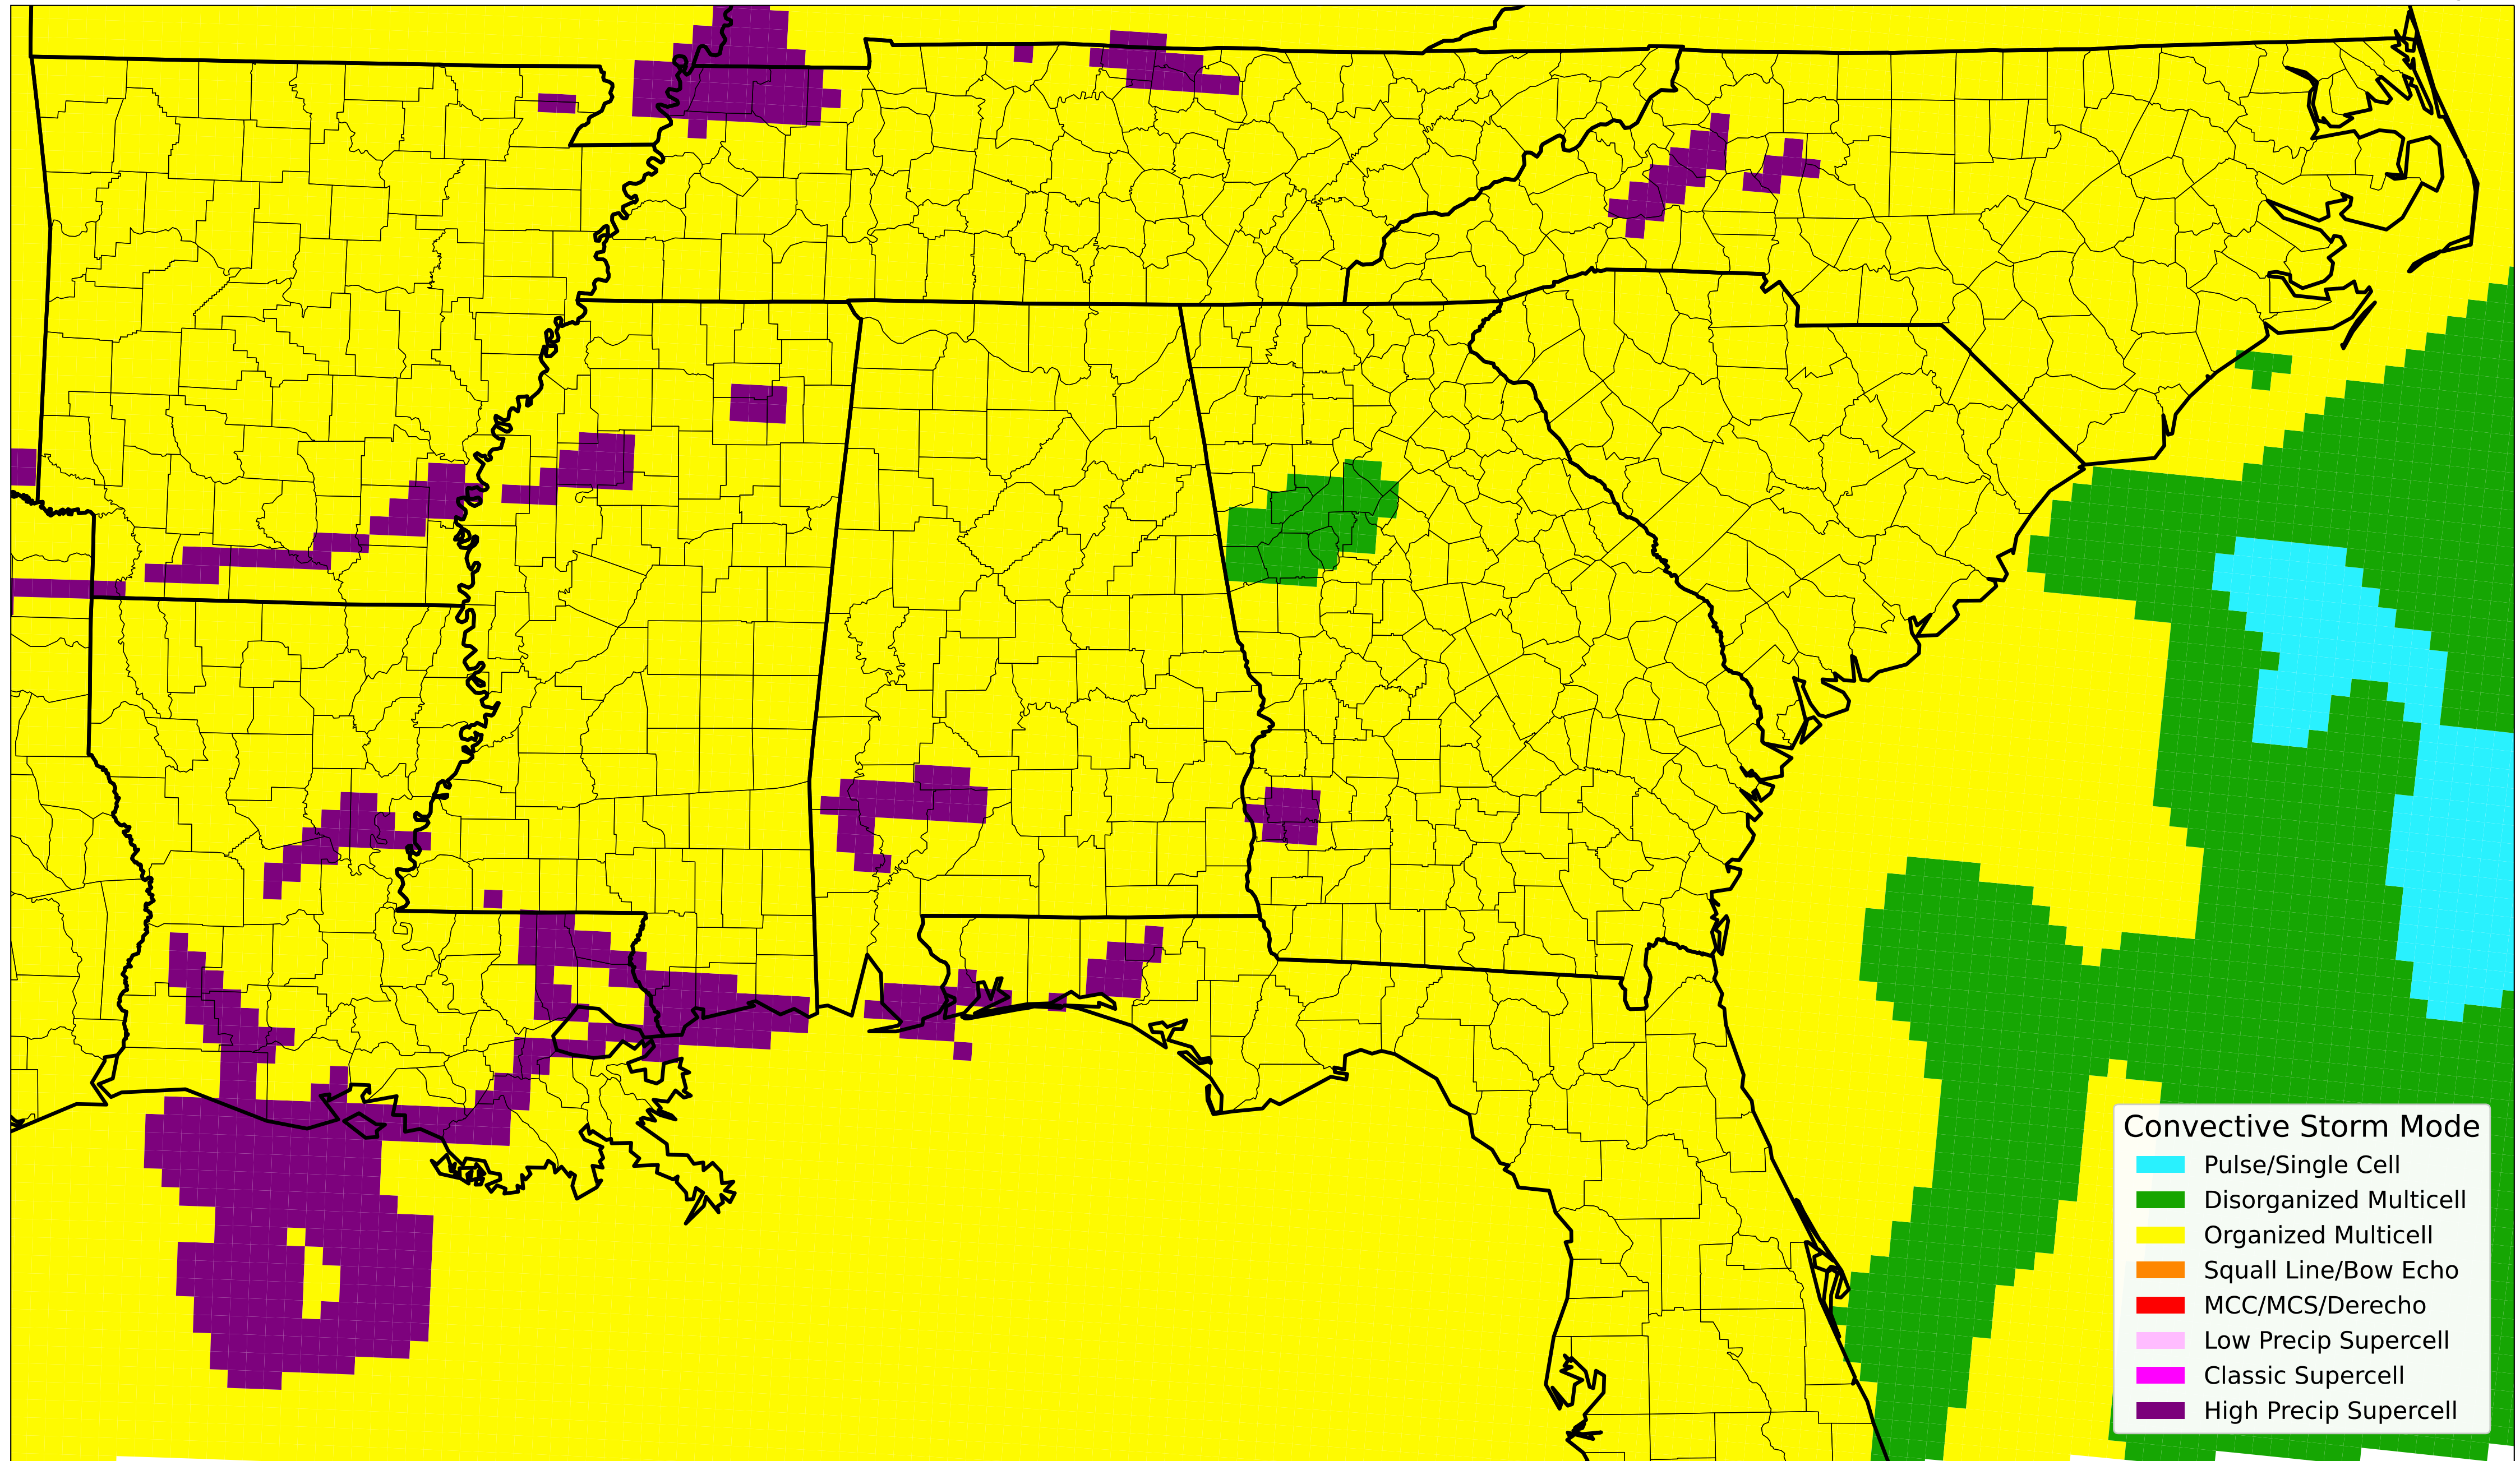 Convective Storm Mode
Pulse/Single Cell
Disorganized Multicell
Organized Multicell
Squall Line/Bow Echo
MCC/MCS/Derecho
Low Precip Supercell
Classic Supercell
High Precip Supercell